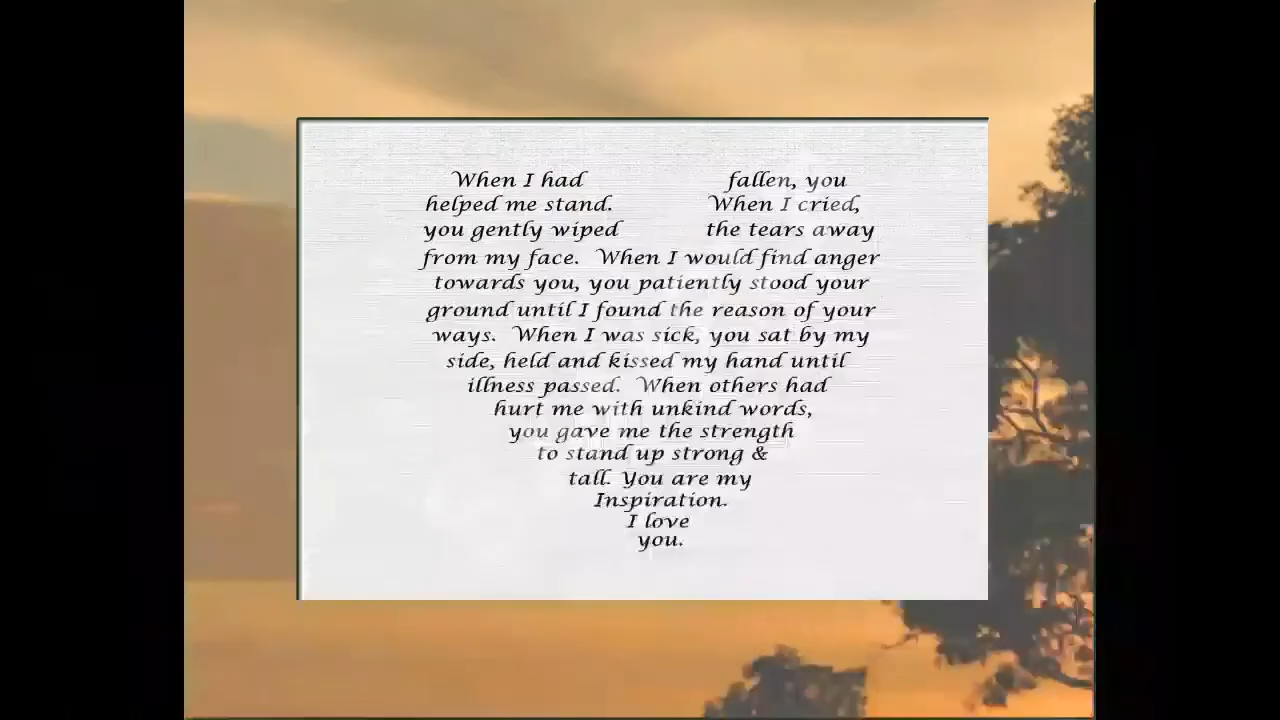 When I had fallen, you
helped me stand. When I cried,
you gently wiped the tears away
from my face. When I would find anger
towards you, you patiently stood your
ground until I found the reason of your
ways. When I was sick, you sat by my
side, held and kissed my hand until
illness passed. When others had
hurt me with unkind words,
you gave me the strength
to stand up strong &
tall. You are my
Inspiration.
I love
you.